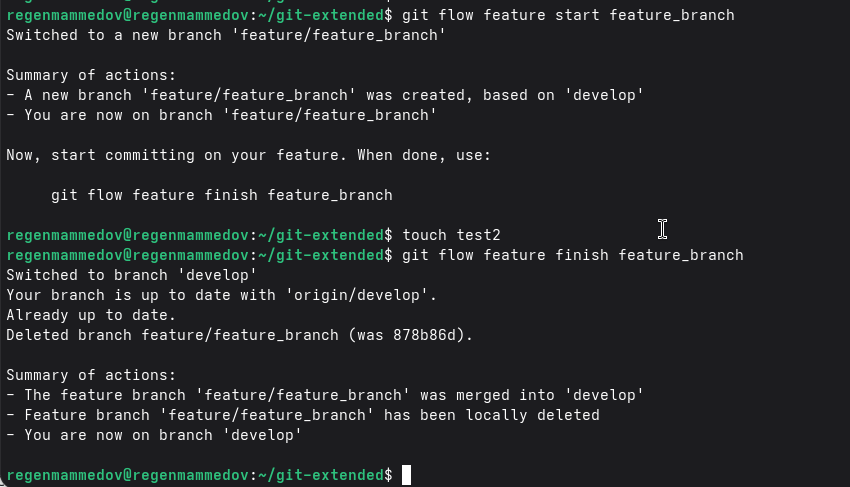 regenmammedov@regenmammedov:~/git-extended$ git flow feature start feature_branch
Switched to a new branch 'feature/feature_branch'
Summary of actions:
- A new branch 'feature/feature_branch' was created, based on 'develop'
- You are now on branch 'feature/feature_branch'
Now, start committing on your feature. When done, use:
git flow feature finish feature_branch
regenmammedov@regenmammedov:~/git-extended$ touch test2
regenmammedov@regenmammedov:~/git-extended$ git flow feature finish feature_branch
Switched to branch 'develop'
Your branch is up to date with 'origin/develop'.
Already up to date.
Deleted branch feature/feature_branch (was 878b86d).
Summary of actions:
- The feature branch 'feature/feature_branch' was merged into 'develop'
- Feature branch 'feature/feature_branch' has been locally deleted
- You are now on branch 'develop'
regenmammedov@regenmammedov:~/git-extended$